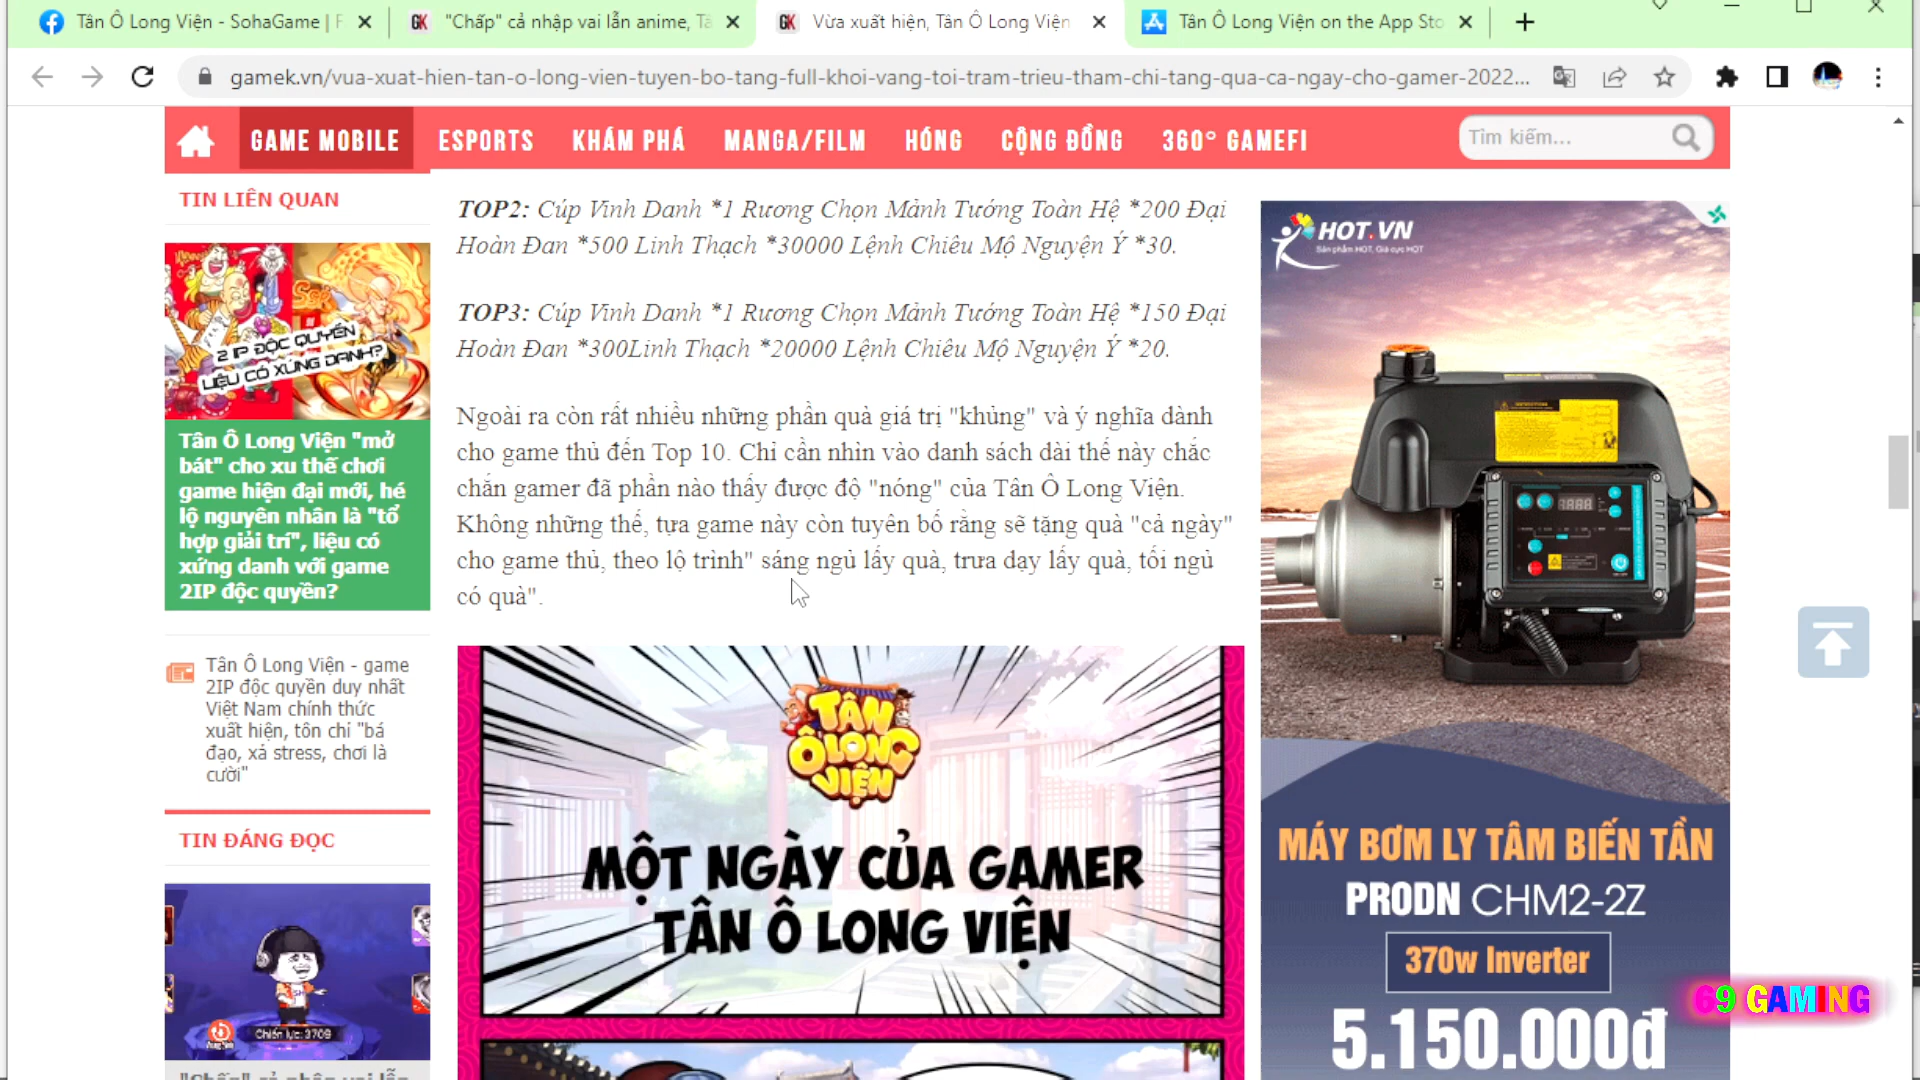 Tân Ô Long Viện - SohaGame | F
"Chấp" cả nhập vai lẫn anime, Tâ
Vừa xuất hiện, Tân Ô Long Viện
Tân Ô Long Viện on the App Sto
gamek.vn/vua-xuat-hien-tan-o-long-vien-tuyen-bo-tang-full-khoi-vang-toi-tram-trieu-tham-chi-tang-qua-ca-ngay-cho-gamer-2022...
GAME MOBILE
ESPORTS
KHÁM PHÁ
MANGA/FILM
HÓNG
CỘNG ĐỒNG
360° GAMEFI
Tìm kiếm...
TIN LIÊN QUAN
2 IP ĐỘC QUYỀN
LIỆU CÓ XỨNG DANH?
Tân Ô Long Viện "mở
bát" cho xu thế chơi
game hiện đại mới, hé
lộ nguyên nhân là "tổ
hợp giải trí", liệu có
xứng danh với game
2IP độc quyền?
Tân Ô Long Viện - game
2IP độc quyền duy nhất
Việt Nam chính thức
xuất hiện, tôn chỉ "bá
đạo, xả stress, chơi là
cười"
TIN ĐÁNG ĐỌC
Chiến lực: 3709
"Chấp" cả nhập vai lẫn
TOP2: Cúp Vinh Danh *1 Rương Chọn Mảnh Tướng Toàn Hệ *200 Đại
Hoàn Đan *500 Linh Thạch *30000 Lệnh Chiêu Mộ Nguyện Ý *30.
TOP3: Cúp Vinh Danh *1 Rương Chọn Mảnh Tướng Toàn Hệ *150 Đại
Hoàn Đan *300Linh Thạch *20000 Lệnh Chiêu Mộ Nguyện Ý *20.
Ngoài ra còn rất nhiều những phần quà giá trị "khủng" và ý nghĩa dành
cho game thủ đến Top 10. Chỉ cần nhìn vào danh sách dài thế này chắc
chắn gamer đã phần nào thấy được độ "nóng" của Tân Ô Long Viện.
Không những thế, tựa game này còn tuyên bố rằng sẽ tặng quà "cả ngày"
cho game thủ, theo lộ trình" sáng ngủ lấy quà, trưa dạy lấy quà, tối ngủ
có quà".
TÂN
Ô LONG
VIỆN
MỘT NGÀY CỦA GAMER
TÂN Ô LONG VIỆN
HOT.VN
Sản phẩm HOT, Giá cực HOT
MÁY BƠM LY TÂM BIẾN TẦN
PRODN CHM2-2Z
370w Inverter
5.150.000đ
69 GAMING